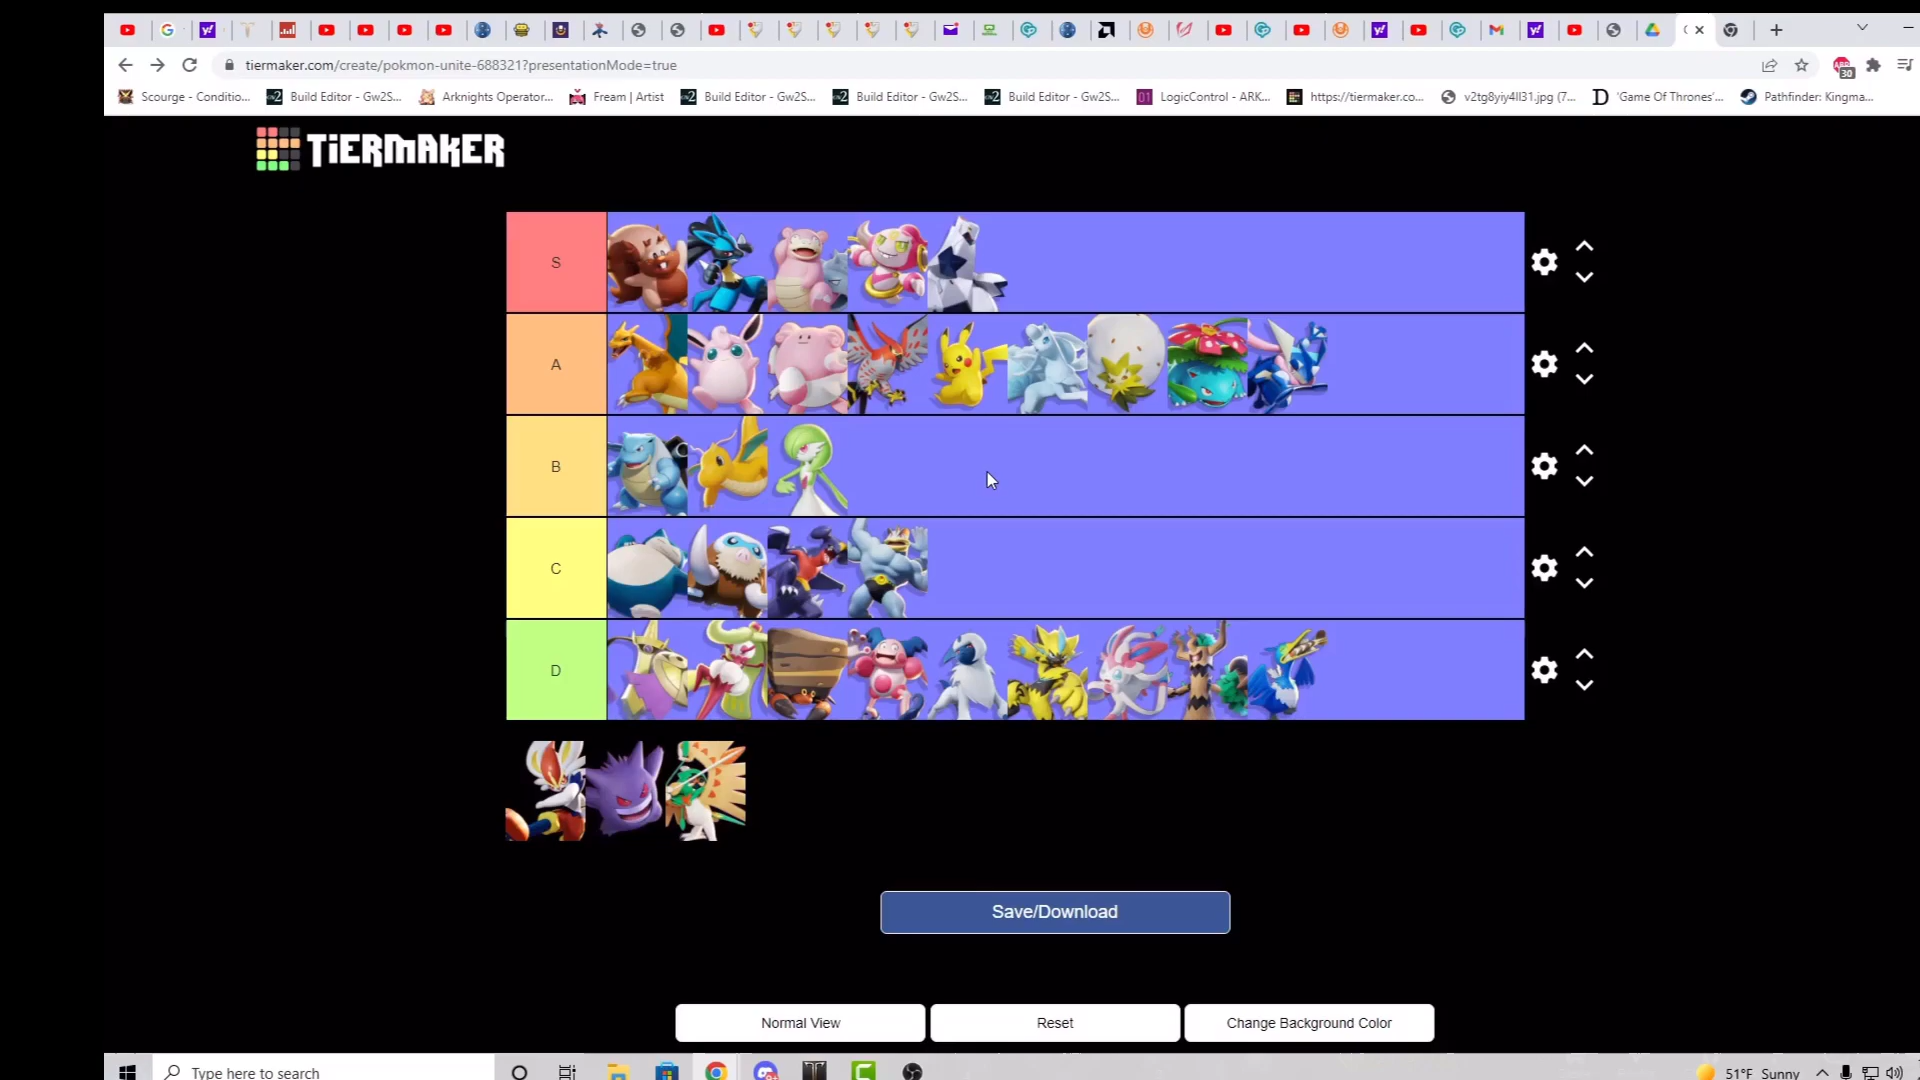 tiermaker.com/create/pokmon-unite-688321?presentationMode=true
30
Scourge - Conditio... Build Editor - Gw2S... Arknights Operator... Fream | Artist Build Editor - Gw2S... Build Editor - Gw2S... Build Editor - Gw2S... LogicControl - ARK... https://tiermaker.co... v2tg8yiy4ll31.jpg (7... 'Game Of Thrones'... Pathfinder: Kingma...
TiERMAKER
S
A
B
C
D
Save/Download
Normal View Reset Change Background Color
Type here to search 51°F Sunny